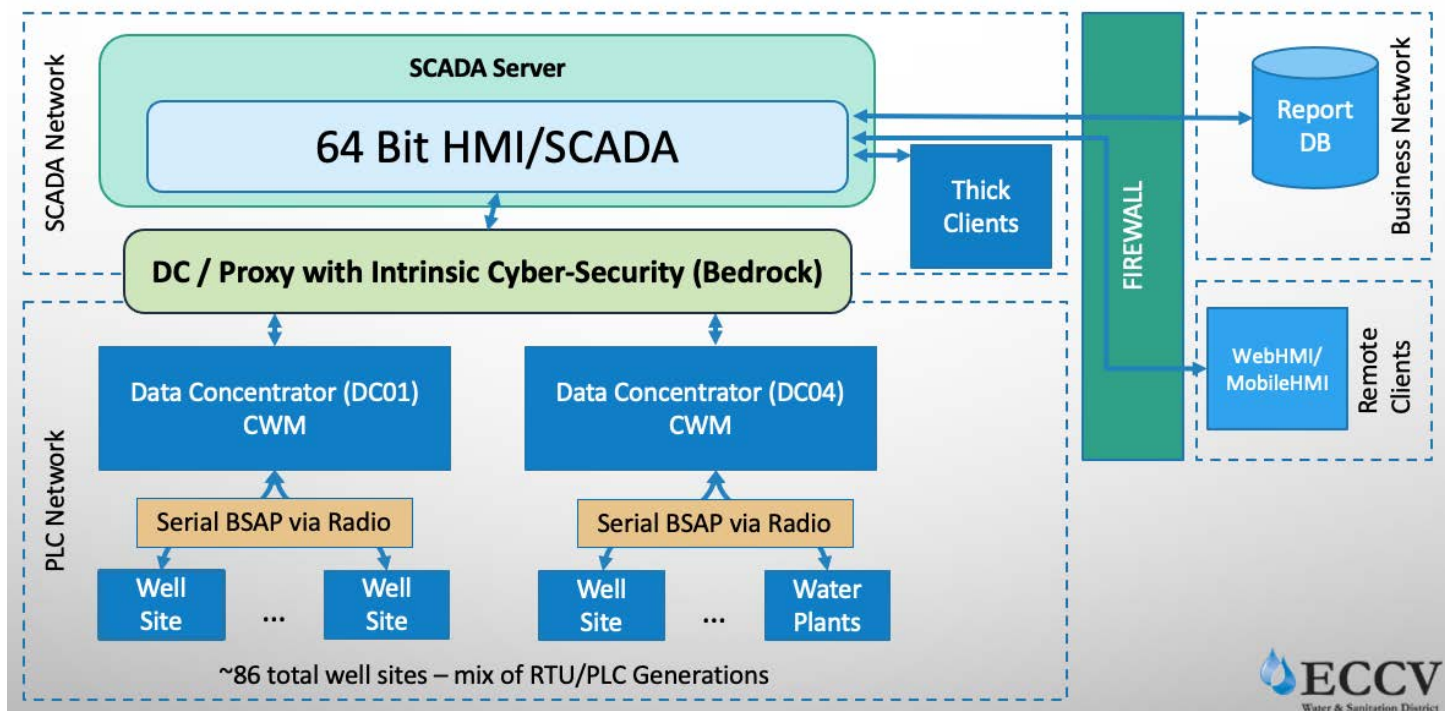 SCADA Network
SCADA Server
64 Bit HMI/SCADA
Thick
Clients
DC / Proxy with Intrinsic Cyber-Security (Bedrock)
FIREWALL
Report
DB
Business Network
WebHMI/
MobileHMI
Remote
Clients
PLC Network
Data Concentrator (DC01)
CWM
Data Concentrator (DC04)
CWM
Serial BSAP via Radio
Serial BSAP via Radio
Well
Site
...
Well
Site
Well
Site
...
Water
Plants
~86 total well sites – mix of RTU/PLC Generations
ECCV
Water & Sanitation District